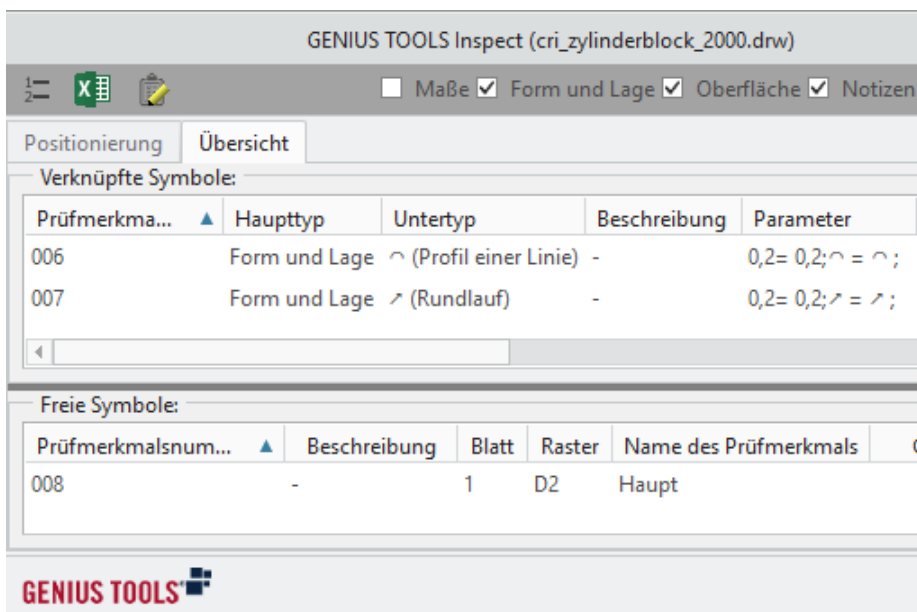 GENIUS TOOLS Inspect (cri_zylinderblock_2000.drw)
Maße Form und Lage Oberfläche Notizen
Positionierung Übersicht
Verknüpfte Symbole:
Prüfmerkma... Haupttyp Untertyp Beschreibung Parameter
006 Form und Lage ⌒ (Profil einer Linie) - 0,2= 0,2;⌒ = ⌒ ;
007 Form und Lage ↗ (Rundlauf) - 0,2= 0,2;↗ = ↗ ;
Freie Symbole:
Prüfmerkmalsnum... Beschreibung Blatt Raster Name des Prüfmerkmals
008 - 1 D2 Haupt
GENIUS TOOLS